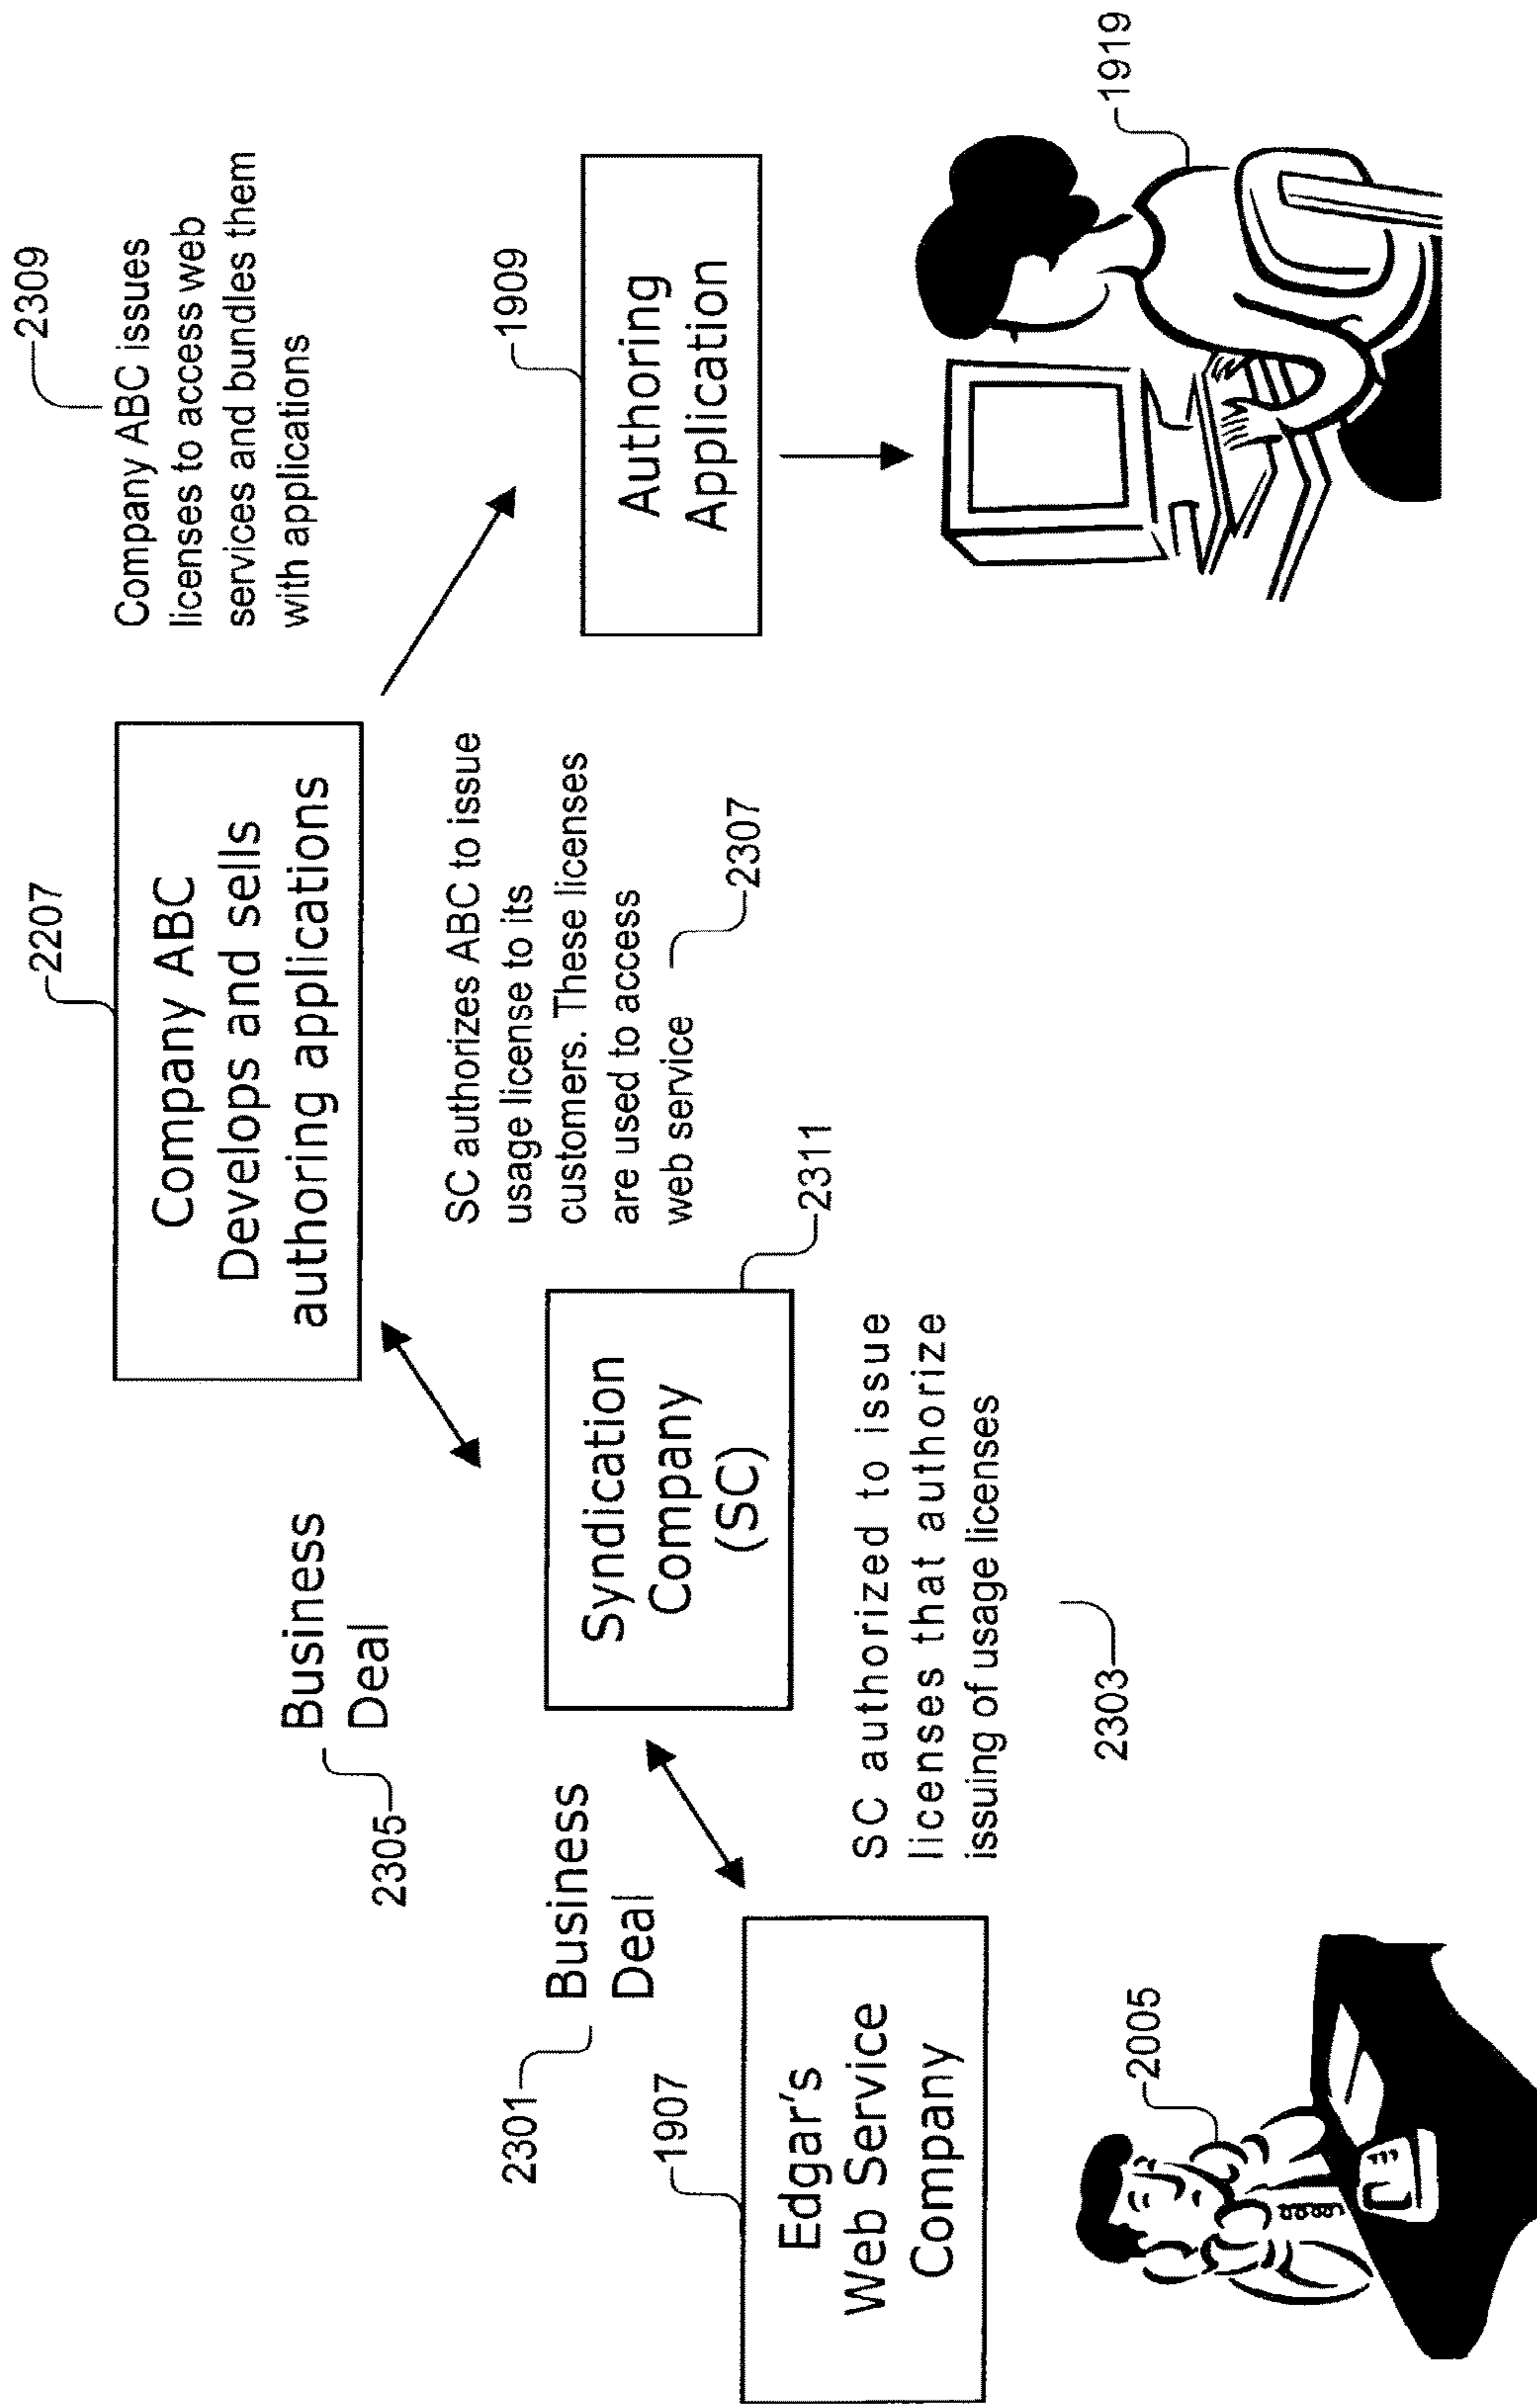 2309
Company ABC issues
licenses to access web
services and bundles them
with applications
2207
Company ABC
Develops and sells
authoring applications
2305
Business
Deal
1909
Authoring
Application
SC authorizes ABC to issue
usage license to its
customers. These licenses
are used to access
web service
2307
2301
Business
Deal
Syndication
Company
(SC)
2311
1907
Edgar's
Web Service
Company
SC authorized to issue
licenses that authorize
issuing of usage licenses
2303
1919
2005